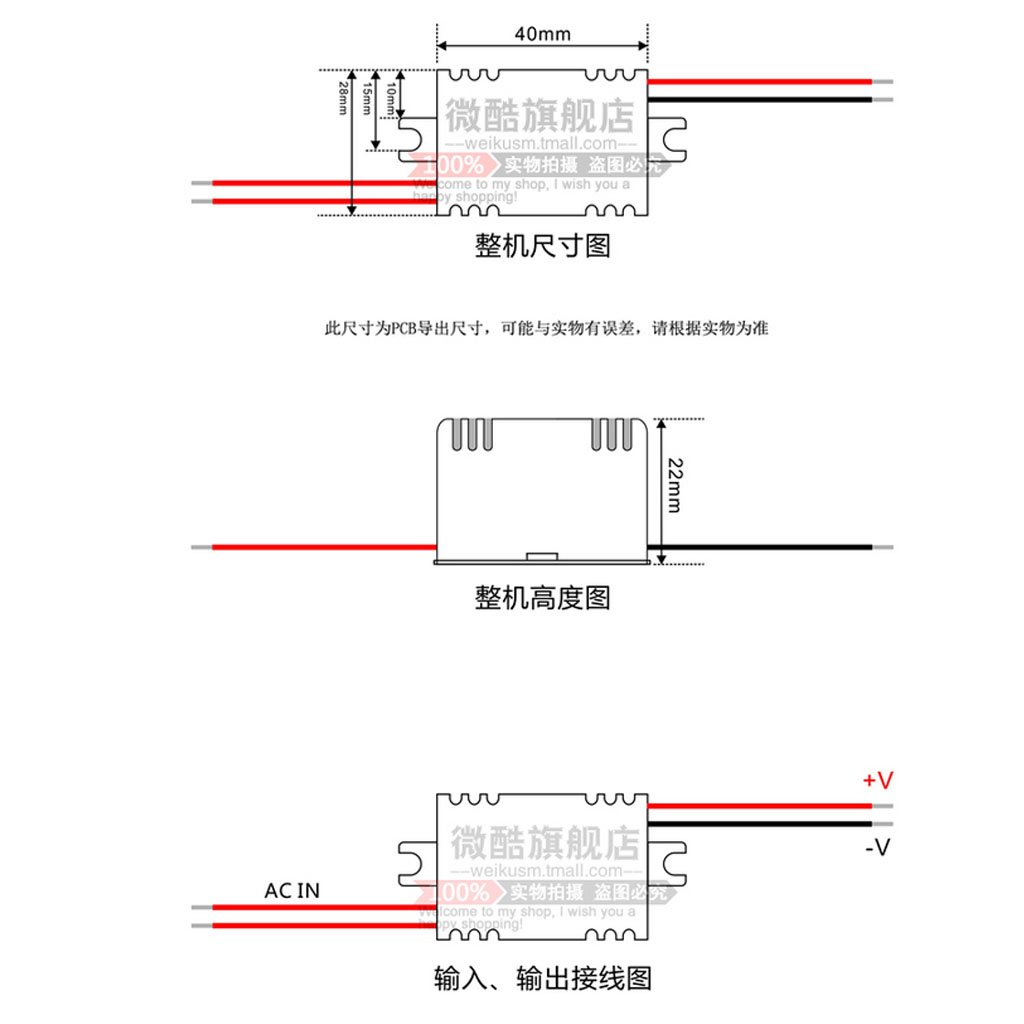 40mm
28mm
15mm
10mm
微酷旗舰店
—weikusm.tmall.com—
100% 实物拍摄 盗图必究
Welcome to my shop, I wish you a
happy shopping!
整机尺寸图
此尺寸为PCB导出尺寸，可能与实物有误差，请根据实物为准
22mm
整机高度图
+V
-V
AC IN
微酷旗舰店
—weikusm.tmall.com—
100% 实物拍摄 盗图必究
Welcome to my shop, I wish you a
happy shopping!
输入、输出接线图